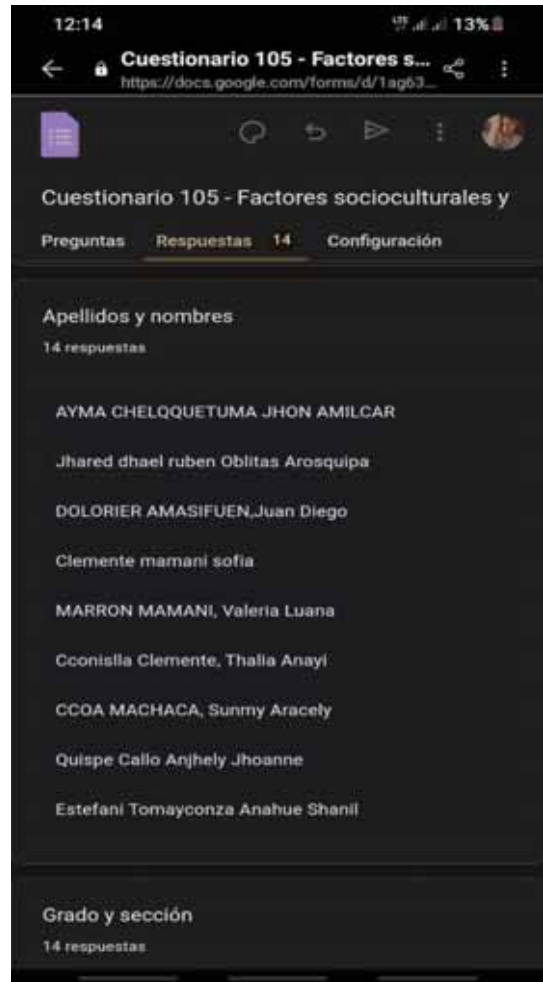 12:14
13%
Cuestionario 105 - Factores s...
https://docs.google.com/forms/d/1ag63...
Cuestionario 105 - Factores socioculturales y
Preguntas Respuestas 14 Configuración
Apellidos y nombres
14 respuestas
AYMA CHELQQUETUMA JHON AMILCAR
Jhared dhael ruben Oblitas Arosquipa
DOLORIER AMASIFUEN,Juan Diego
Clemente mamani sofia
MARRON MAMANI, Valeria Luana
Cconislla Clemente, Thalia Anayi
CCOA MACHACA, Sunmy Aracely
Quispe Callo Anjhely Jhoanne
Estefani Tomayconza Anahue Shanil
Grado y sección
14 respuestas